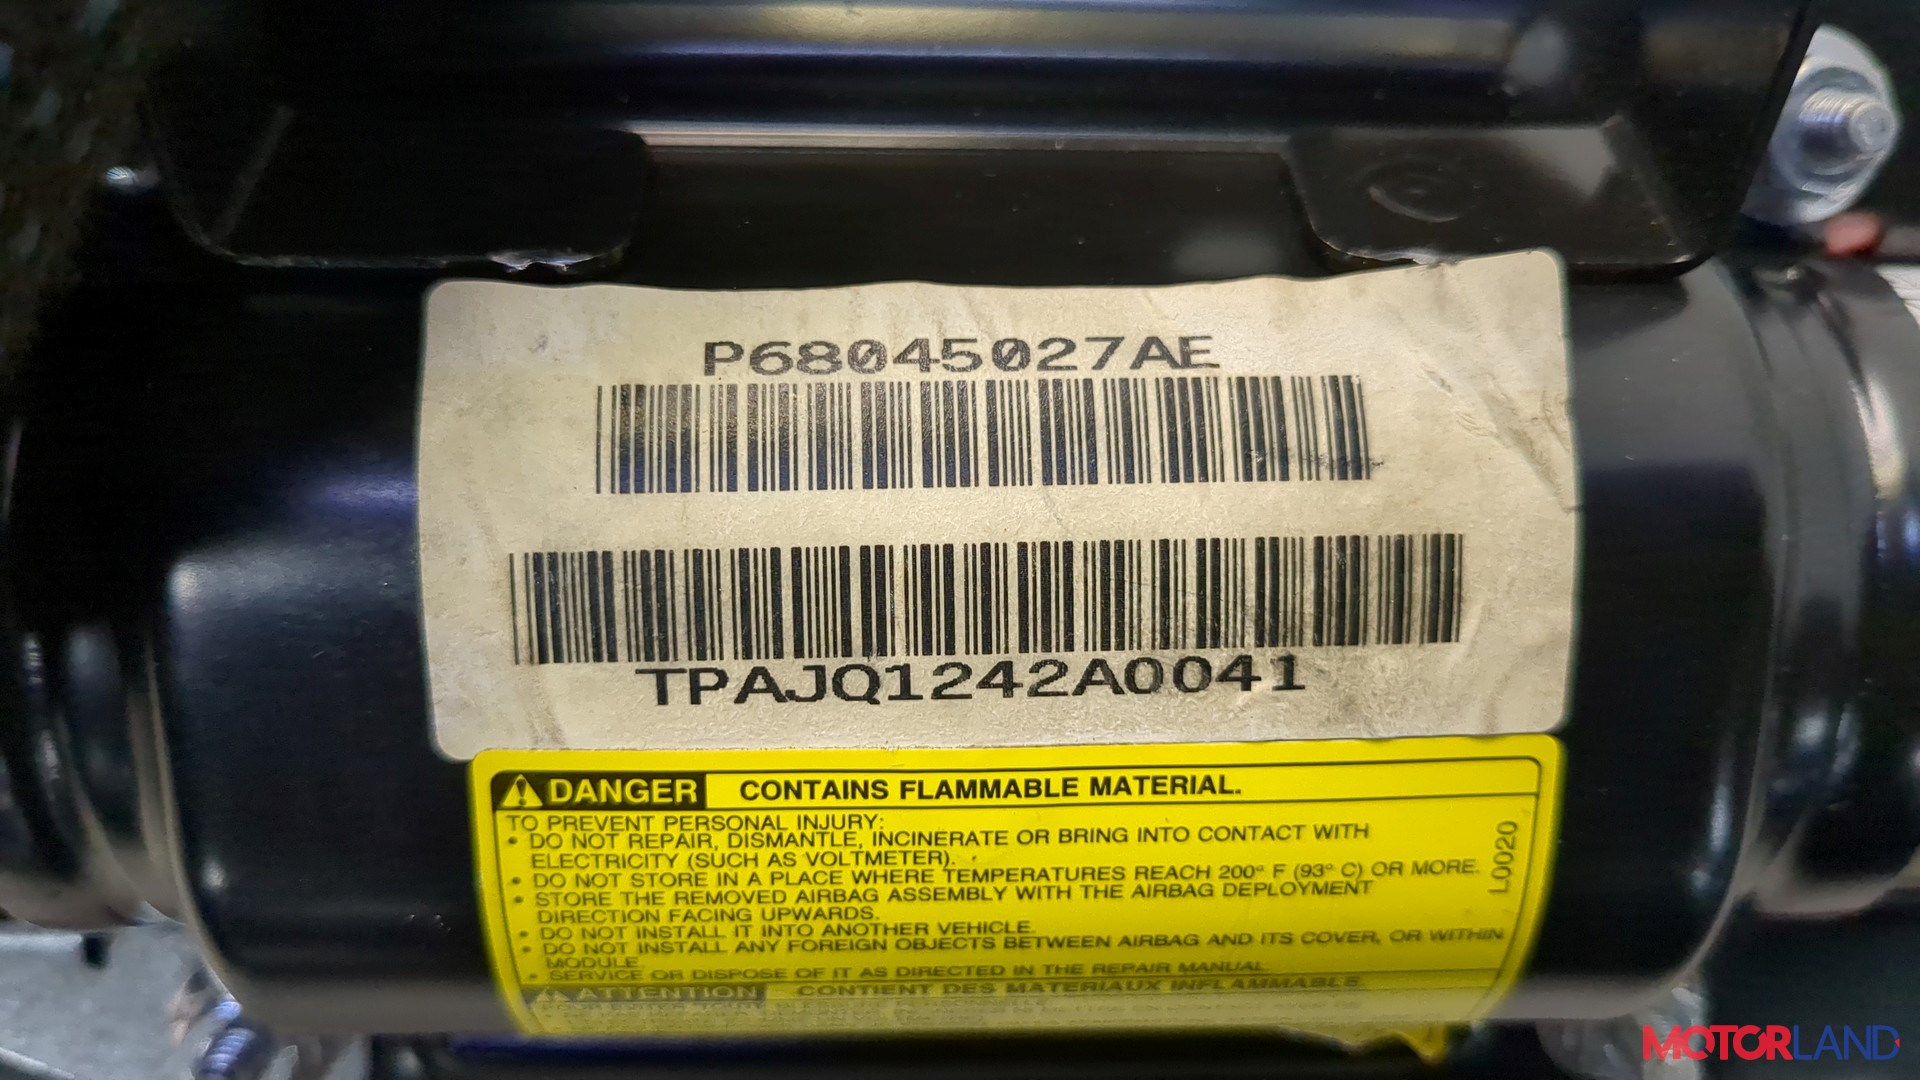 P68045027AE
TPAJQ1242A0041
DANGER CONTAINS FLAMMABLE MATERIAL.
TO PREVENT PERSONAL INJURY:
• DO NOT REPAIR, DISMANTLE, INCINERATE OR BRING INTO CONTACT WITH
ELECTRICITY (SUCH AS VOLTMETER).
• DO NOT STORE IN A PLACE WHERE TEMPERATURES REACH 200° F (93° C) OR MORE.
• STORE THE REMOVED AIRBAG ASSEMBLY WITH THE AIRBAG DEPLOYMENT
DIRECTION FACING UPWARDS.
• DO NOT INSTALL IT INTO ANOTHER VEHICLE.
• DO NOT INSTALL ANY FOREIGN OBJECTS BETWEEN AIRBAG AND ITS COVER, OR WITHIN
MODULE.
• SERVICE OR DISPOSE OF IT AS DIRECTED IN THE REPAIR MANUAL.
ATTENTION CONTIENT DES MATERIAUX INFLAMMABLE.
L0020
MOTORLAND